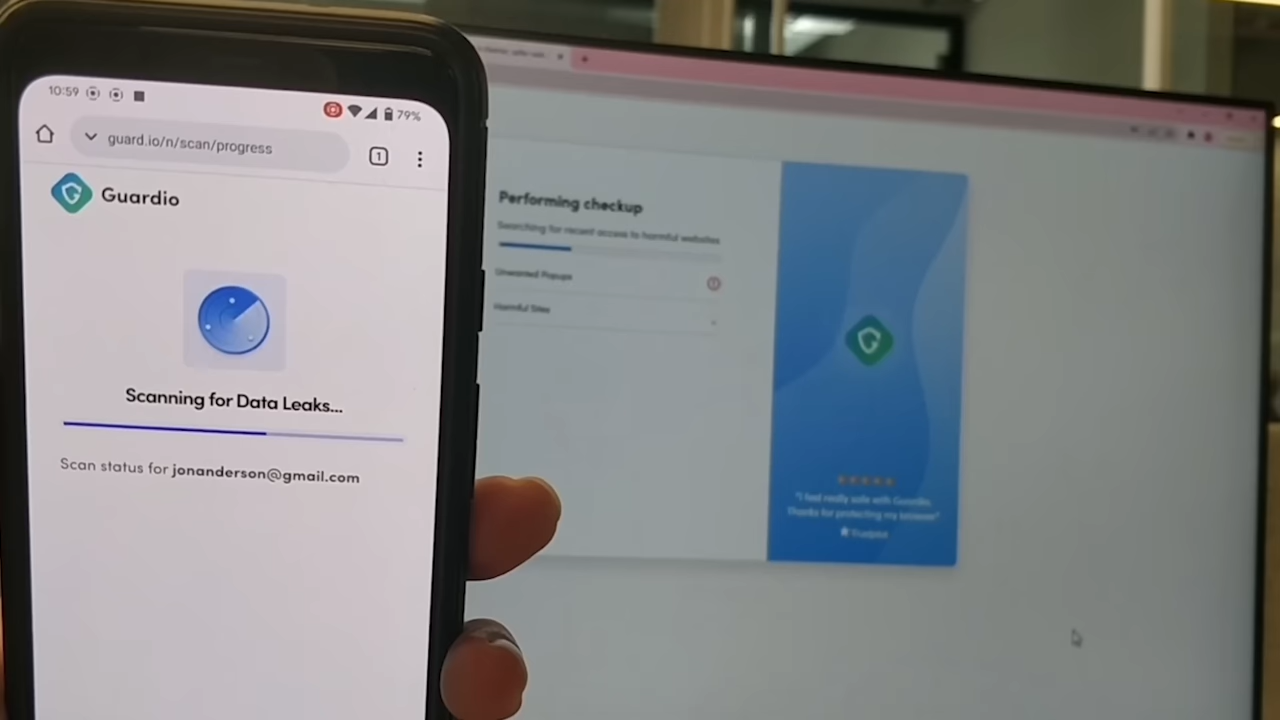 10:59
79%
guard.io/n/scan/progress
1
Guardio
Scanning for Data Leaks...
Scan status for jonanderson@gmail.com
Performing checkup
Searching for recent access to harmful websites
Unwanted Popups
Harmful Sites
"I feel really safe with Guardio.
Thanks for protecting my browser"
Trustpilot